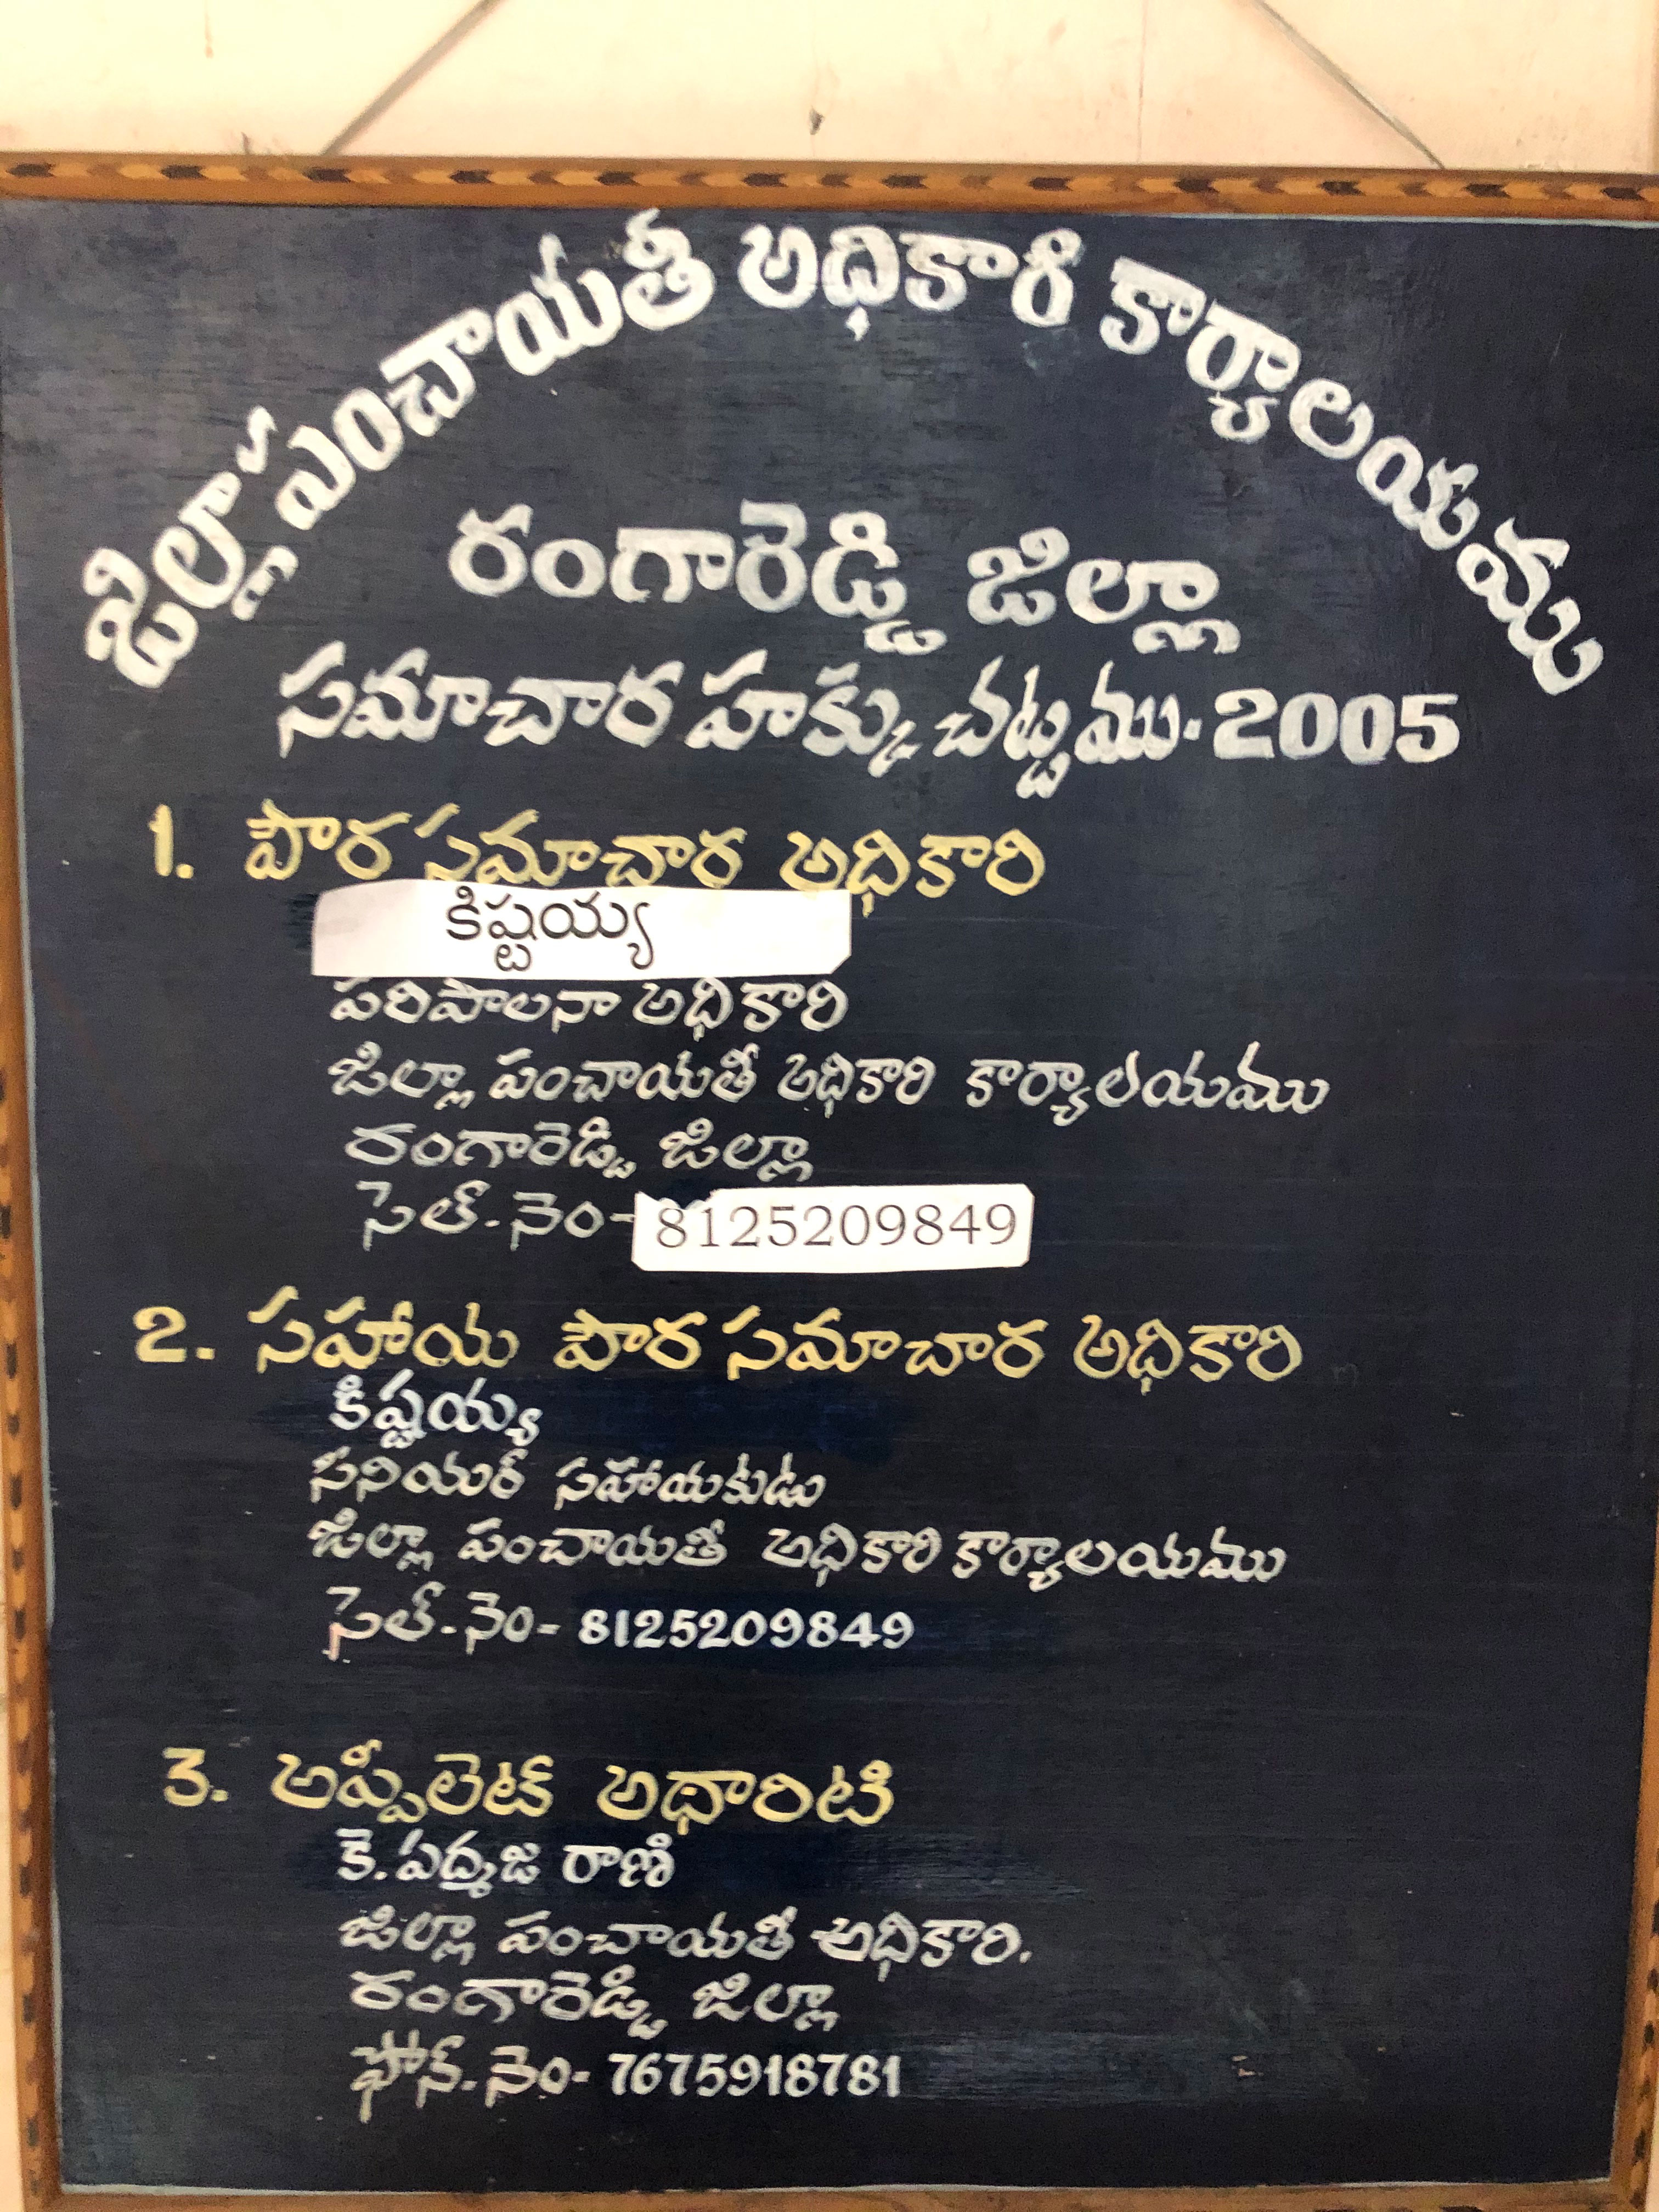 జిల్లా పంచాయతీ అధికారి కార్యాలయము
రంగారెడ్డి జిల్లా
సమాచార హక్కు చట్టము-2005
1. పౌర సమాచార అధికారి
కిష్టయ్య
పరిపాలనా అధికారి
జిల్లా పంచాయతీ అధికారి కార్యాలయము
రంగారెడ్డి జిల్లా
సెల్.నెం-8125209849
2. సహాయ పౌర సమాచార అధికారి
కిష్టయ్య
సనియర్ సహాయకుడు
జిల్లా పంచాయతీ అధికారి కార్యాలయము
సెల్.నెం- 8125209849
3. అప్పిలెట్ అథారిటి
కె.పద్మజ రాణి
జిల్లా పంచాయతీ అధికారి.
రంగారెడ్డి జిల్లా
ఫోన్.నెం- 7675918781